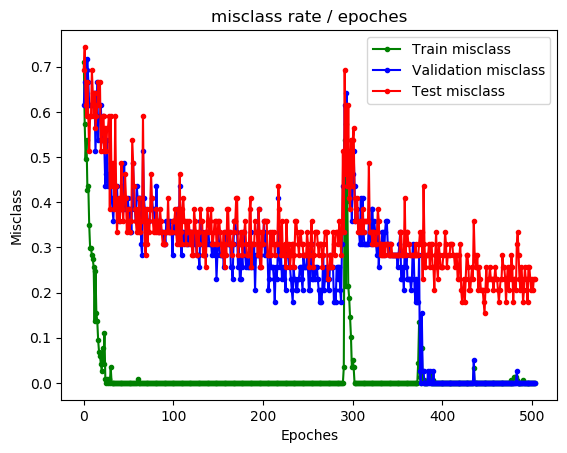 misclass rate / epoches
Train misclass
Validation misclass
Test misclass
Misclass
0.7
0.6
0.5
0.4
0.3
0.2
0.1
0.0
0 100 200 300 400 500
Epoches